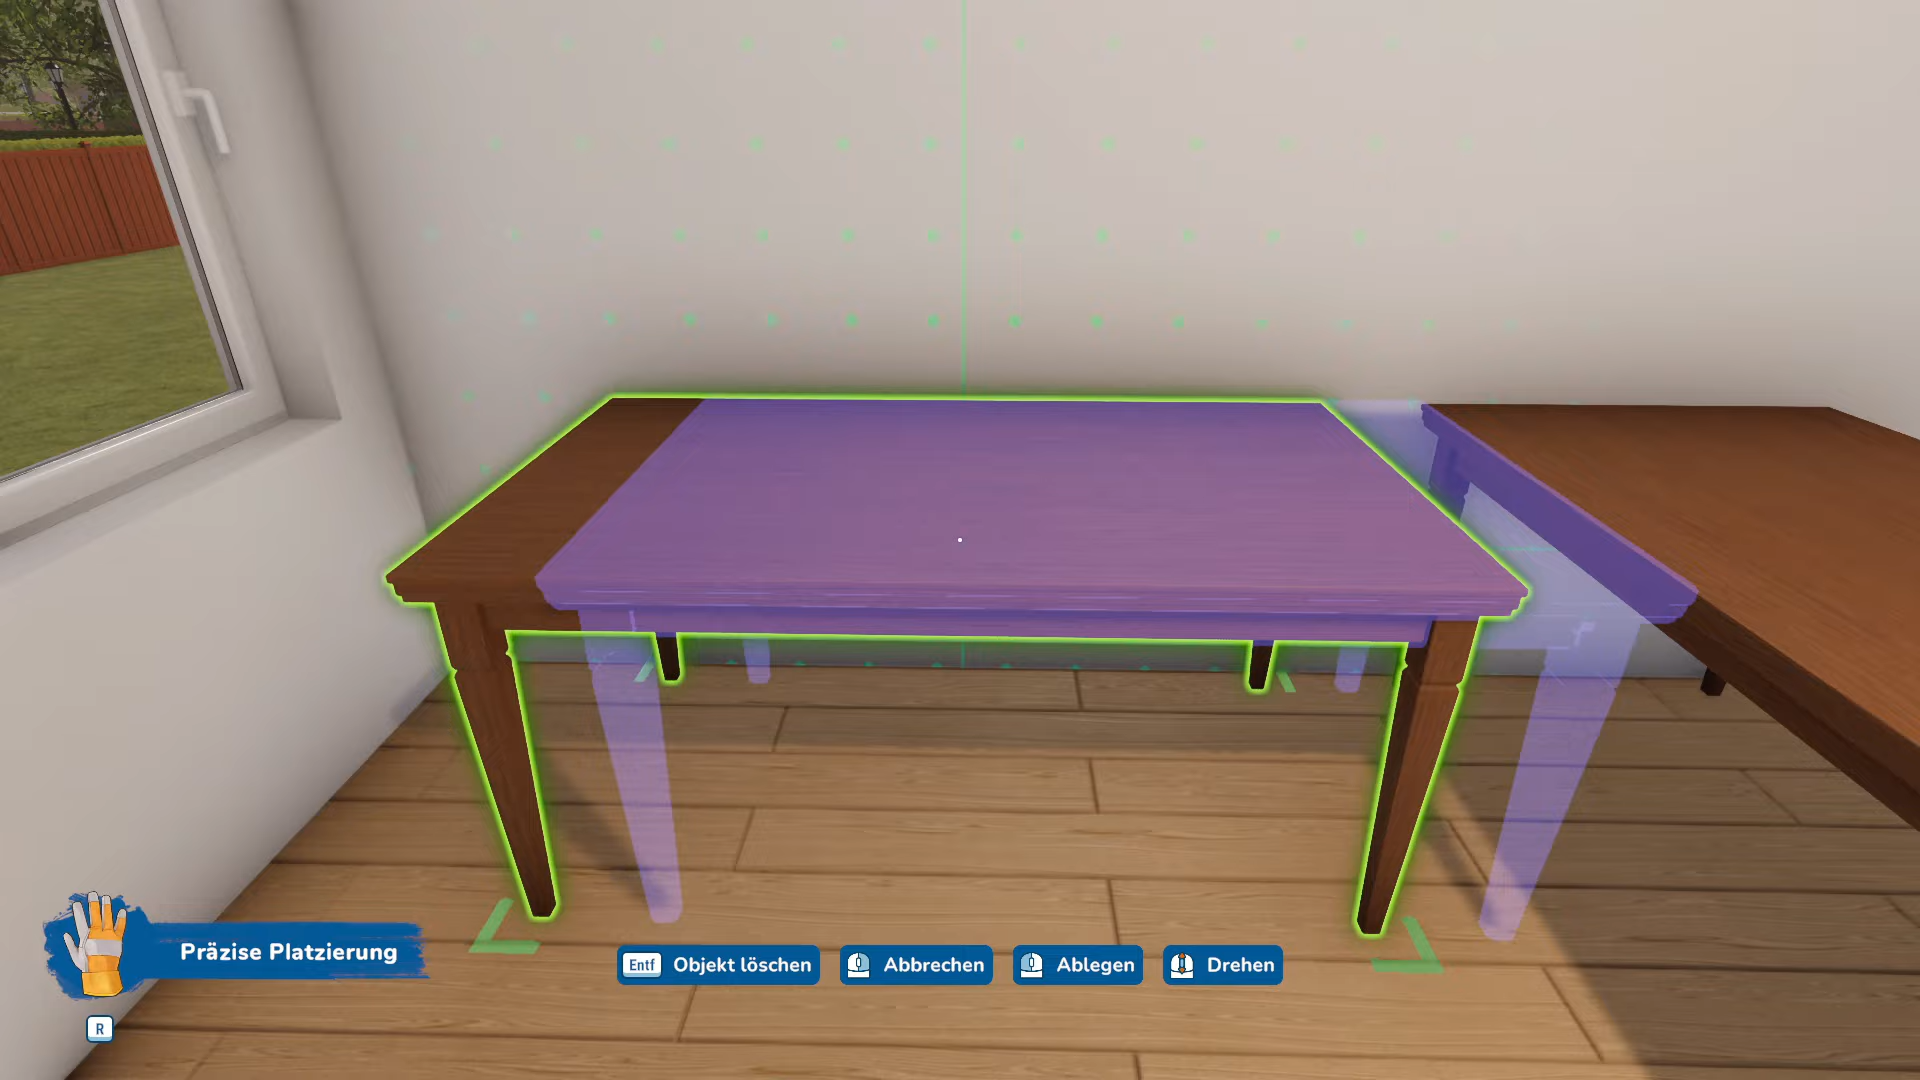 Präzise Platzierung
R
Entf Objekt löschen
Abbrechen
Ablegen
Drehen